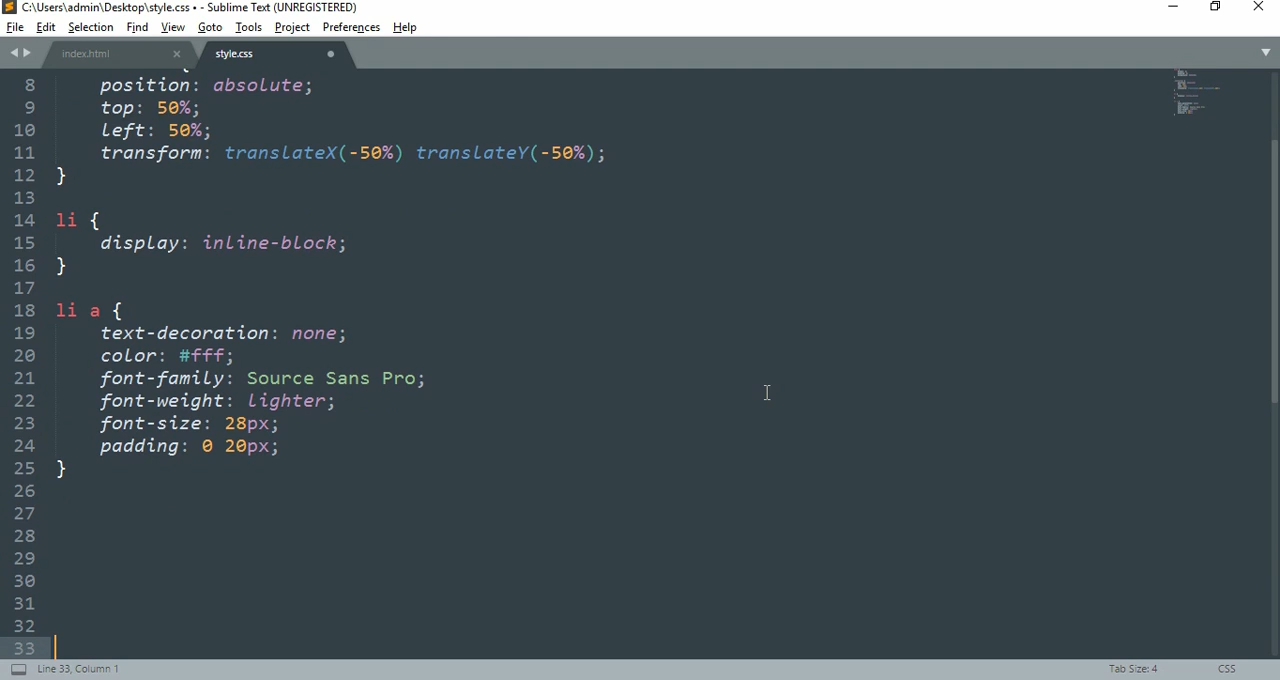 C:\Users\admin\Desktop\style.css • - Sublime Text (UNREGISTERED)
File Edit Selection Find View Goto Tools Project Preferences Help
index.html style.css
8 position: absolute;
9 top: 50%;
10 left: 50%;
11 transform: translateX(-50%) translateY(-50%);
12 }
13
14 li {
15 display: inline-block;
16 }
17
18 li a {
19 text-decoration: none;
20 color: #fff;
21 font-family: Source Sans Pro;
22 font-weight: lighter;
23 font-size: 28px;
24 padding: 0 20px;
25 }
26
27
28
29
30
31
32
33
Line 33, Column 1 Tab Size: 4 CSS